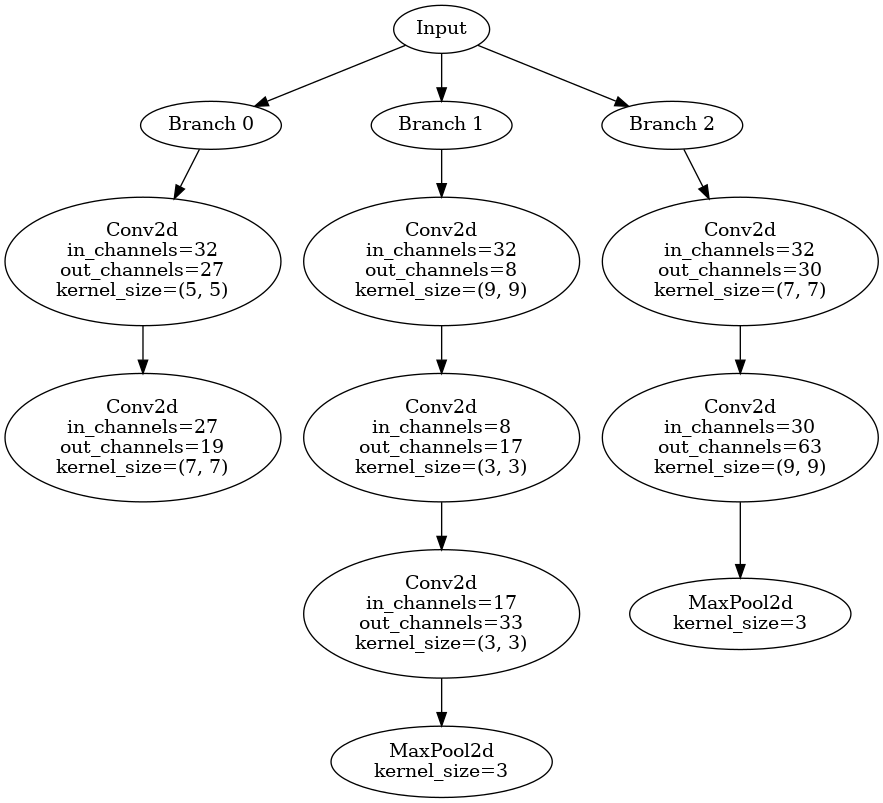 Input
Branch 0
Branch 1
Branch 2
Conv2d
in_channels=32
out_channels=27
kernel_size=(5, 5)
Conv2d
in_channels=32
out_channels=8
kernel_size=(9, 9)
Conv2d
in_channels=32
out_channels=30
kernel_size=(7, 7)
Conv2d
in_channels=27
out_channels=19
kernel_size=(7, 7)
Conv2d
in_channels=8
out_channels=17
kernel_size=(3, 3)
Conv2d
in_channels=30
out_channels=63
kernel_size=(9, 9)
Conv2d
in_channels=17
out_channels=33
kernel_size=(3, 3)
MaxPool2d
kernel_size=3
MaxPool2d
kernel_size=3